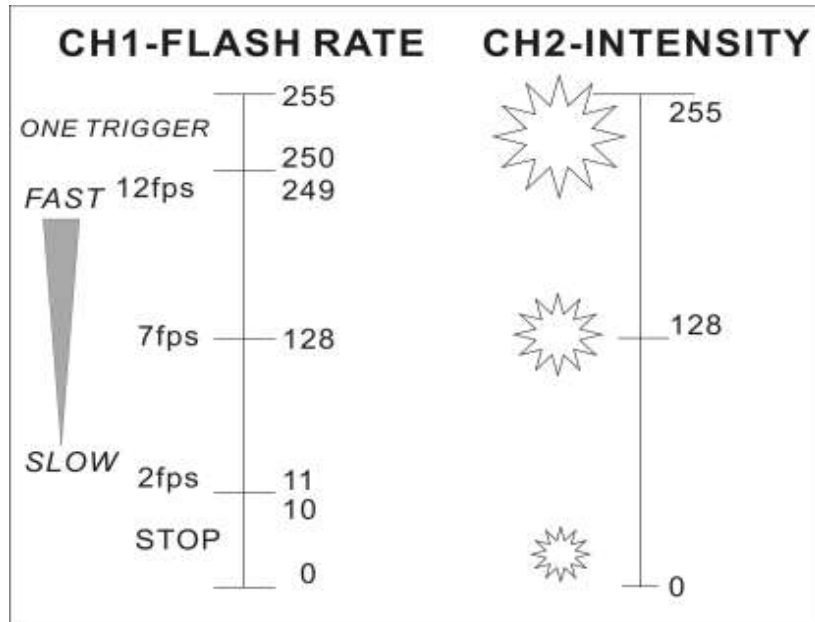 CH1-FLASH RATE CH2-INTENSITY
255 255
ONE TRIGGER
250
FAST 12fps 249
7fps 128 128
SLOW
2fps 11
10
STOP
0 0